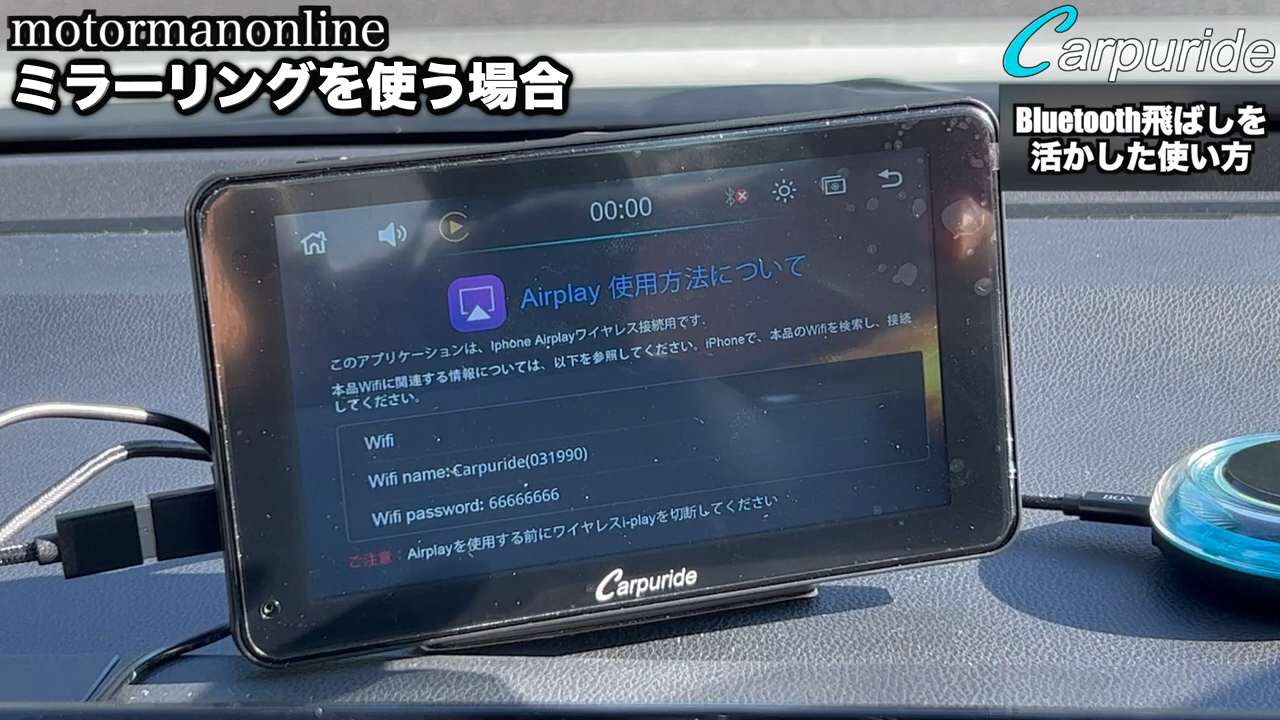 motormanonline
ミラーリングを使う場合
Carpuride
Bluetooth飛ばしを
活かした使い方
00:00
Airplay 使用方法について
このアプリケーションは、Iphone Airplayワイヤレス接続用です.
本品Wifiに関連する情報については、以下を参照してください。iPhoneで、本品のWifiを検索し、接続
してください。
Wifi
Wifi name: Carpuride(031990)
Wifi password: 66666666
ご注意：Airplayを使用する前にワイヤレスi-playを切断してください
Carpuride
BOX